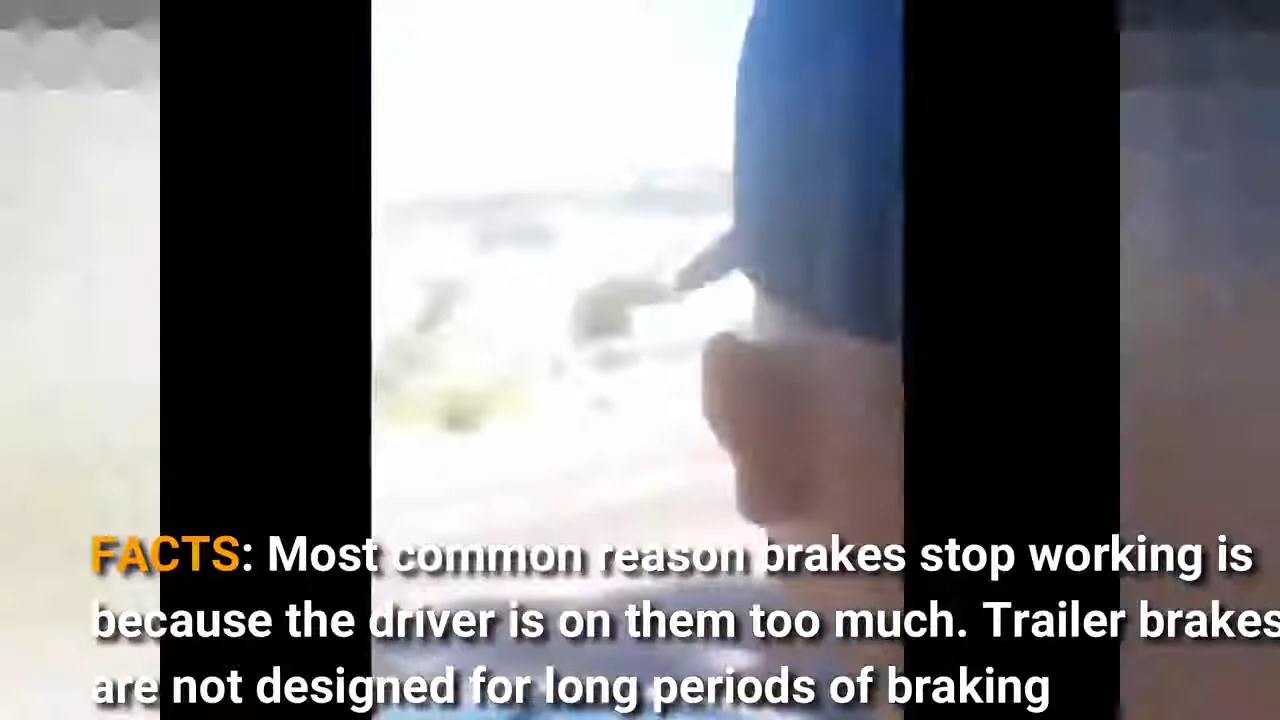 FACTS: Most common reason brakes stop working is
because the driver is on them too much. Trailer brakes
are not designed for long periods of braking